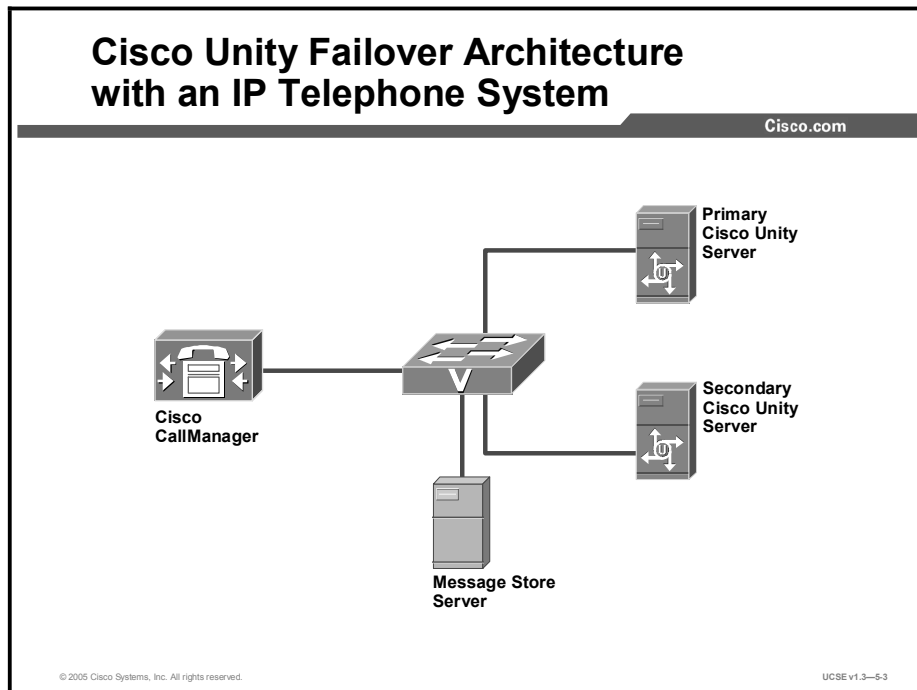 Cisco Unity Failover Architecture
with an IP Telephone System
Cisco.com
Primary
Cisco Unity
Server
U
V
Cisco
CallManager
Secondary
Cisco Unity
Server
U
Message Store
Server
© 2005 Cisco Systems, Inc. All rights reserved.
UCSE v1.3—5-3